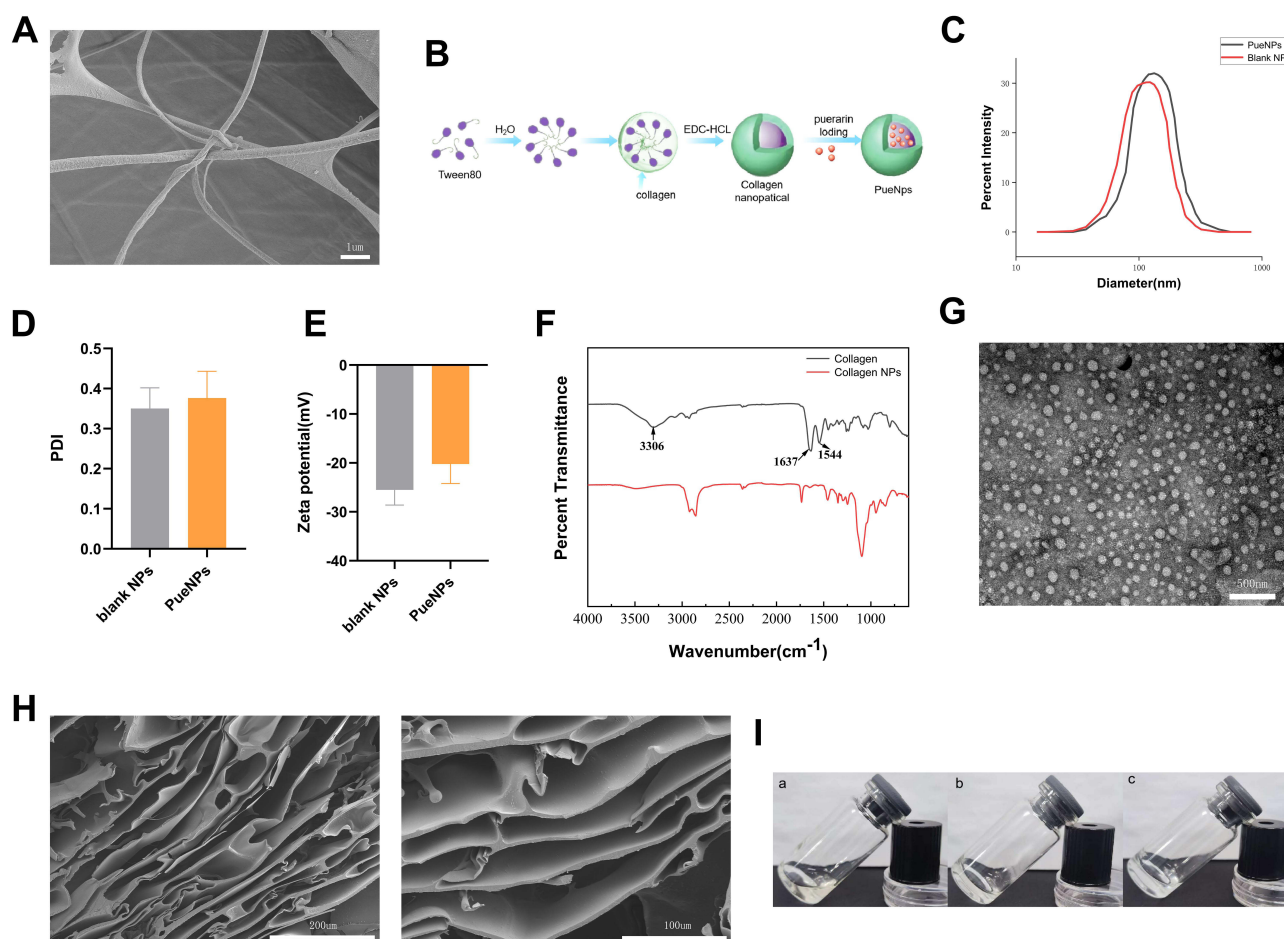 A
1um
B
Tween80
H₂O
collagen
EDC-HCL
Collagen
nanopatical
puerarin
loding
PueNps
C
PueNPs
Blank NP
Percent Intensity
30
20
10
0
10
100
1000
Diameter(nm)
D
PDI
0.5
0.4
0.3
0.2
0.1
0.0
blank NPs
PueNPs
E
Zeta potential(mV)
0
-10
-20
-30
-40
blank NPs
PueNPs
F
Percent Transmittance
Collagen
Collagen NPs
3306
1637
1544
4000
3500
3000
2500
2000
1500
1000
Wavenumber(cm⁻¹)
G
500nm
H
200um
100um
I
a
b
c